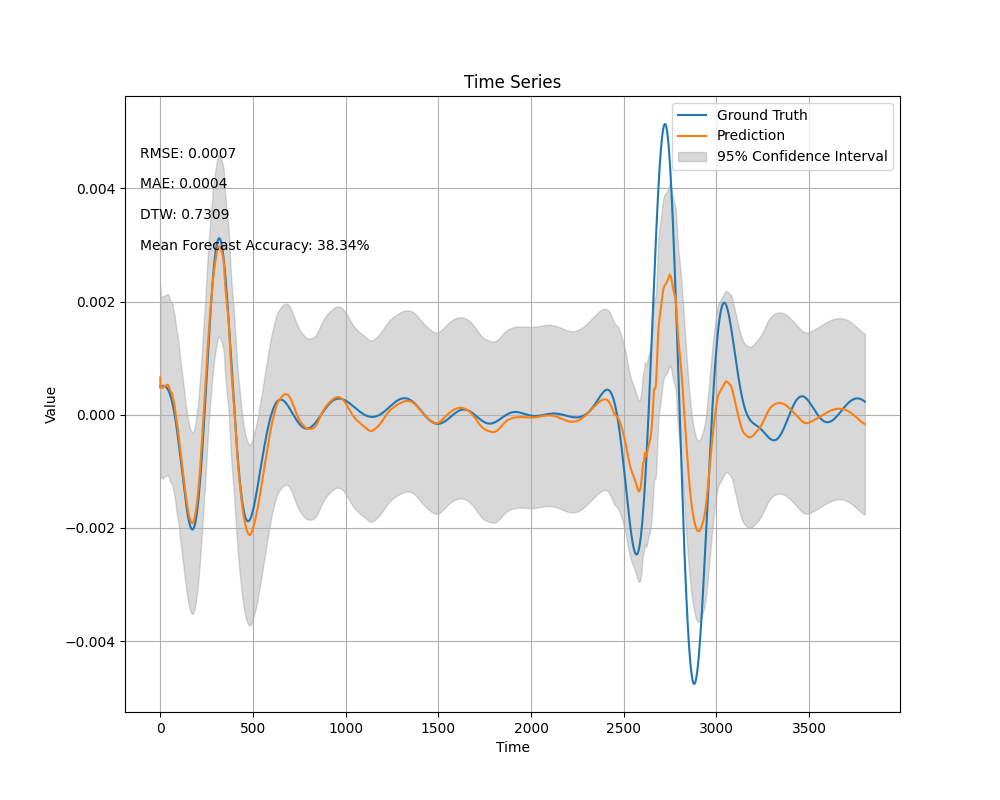 Time Series
Ground Truth
Prediction
95% Confidence Interval
RMSE: 0.0007
MAE: 0.0004
DTW: 0.7309
Mean Forecast Accuracy: 38.34%
0.004
0.002
0.000
−0.002
−0.004
Value
0 500 1000 1500 2000 2500 3000 3500
Time